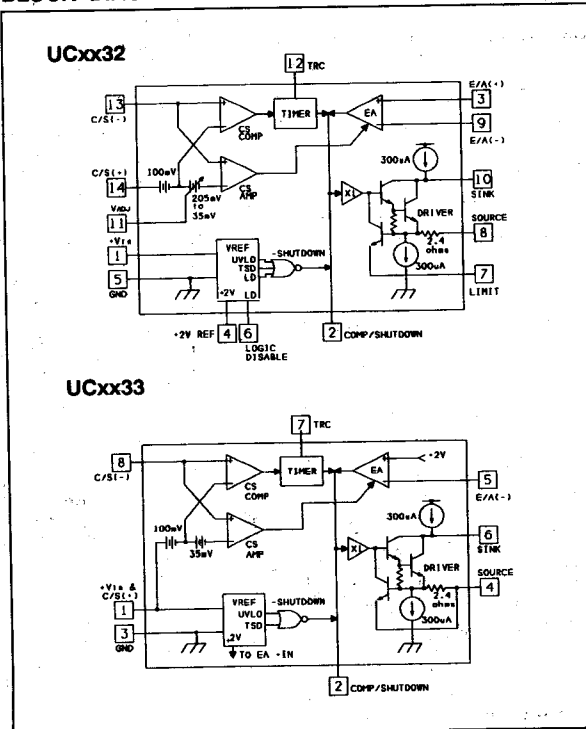 UCxx32
12 TRC
13
C/S(-)
CS COMP
TIMER
EA
E/A(+)
3
9
E/A(-)
300uA
100mV
C/S(+)
14
CS AMP
205mV
to
35mV
VADJ
11
+VIN
1
5
GND
VREF
UVLO
TSD
LD
+2V LD
-SHUTDOWN
X1
DRIVER
10
SINK
SOURCE
8
2.4
ohms
300uA
7
LIMIT
+2V REF 4
6
LOGIC
DISABLE
2 COMP/SHUTDOWN
UCxx33
7 TRC
8
C/S(-)
CS
COMP
TIMER
EA
+2V
5
E/A(-)
300uA
100mV
35mV
CS
AMP
6
SINK
SOURCE
4
+VIN &
C/S(+)
1
3
GND
VREF
UVLO
TSD
+2V
-SHUTDOWN
TO EA +IN
X1
DRIVER
2.4
ohms
300uA
2 COMP/SHUTDOWN